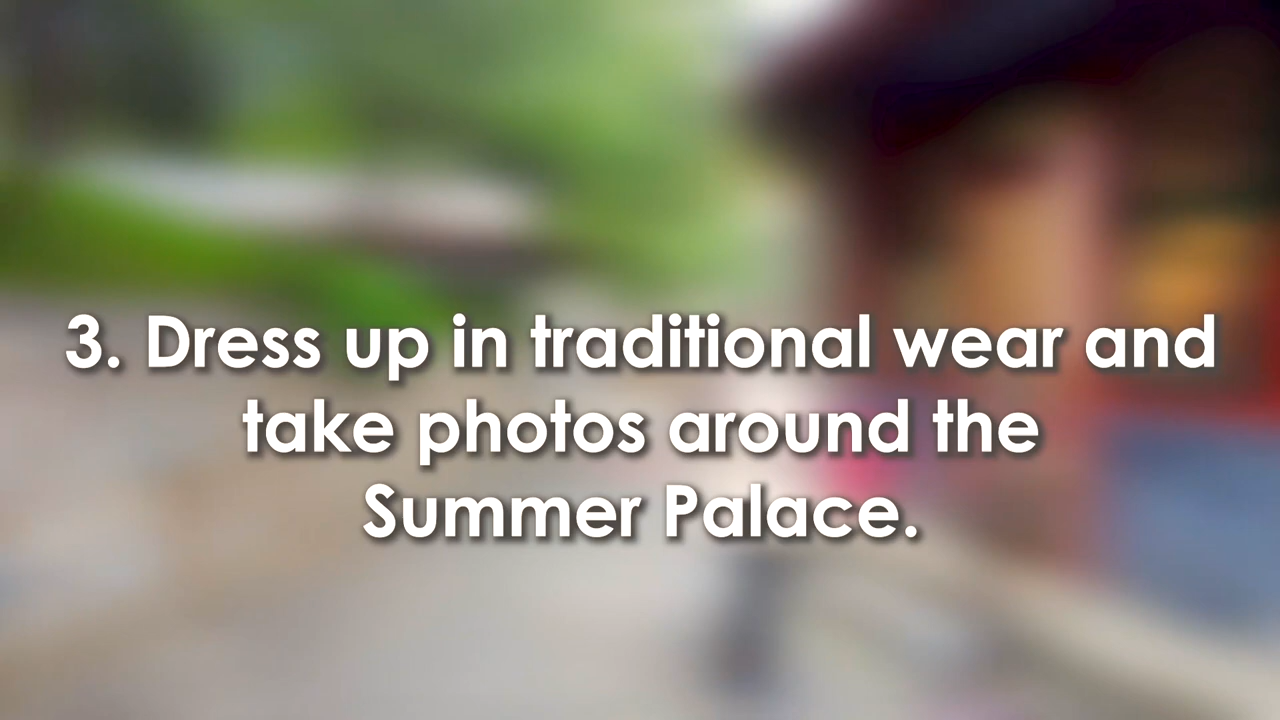 3. Dress up in traditional wear and
take photos around the
Summer Palace.